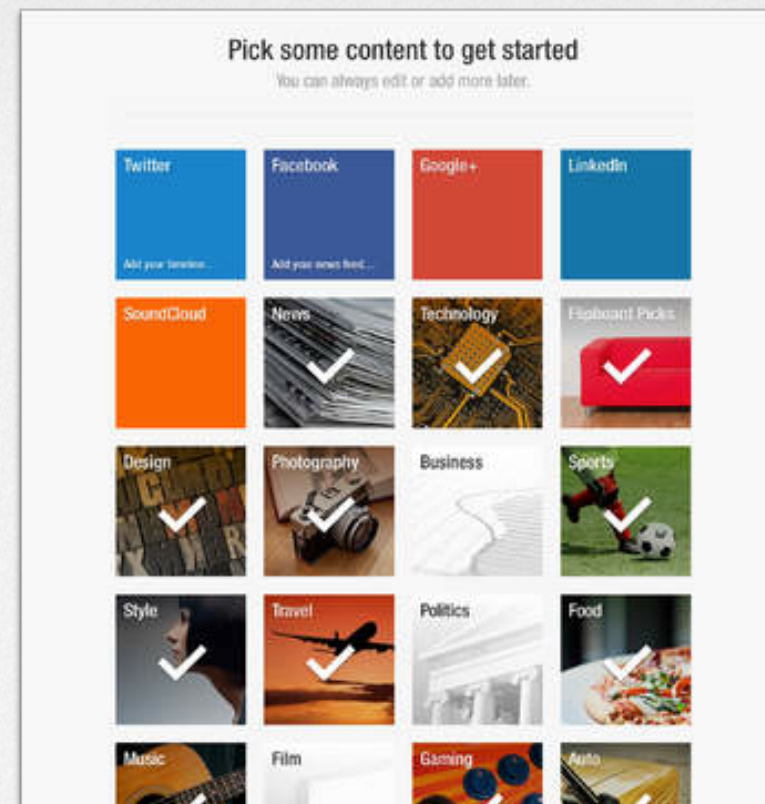 Pick some content to get started
You can always edit or add more later.
Twitter
Facebook
Google+
LinkedIn
Add your timeline...
Add your news feed...
SoundCloud
News
Technology
Flipboard Picks
Design
Photography
Business
Sports
Style
Travel
Politics
Food
Music
Film
Gaming
Auto